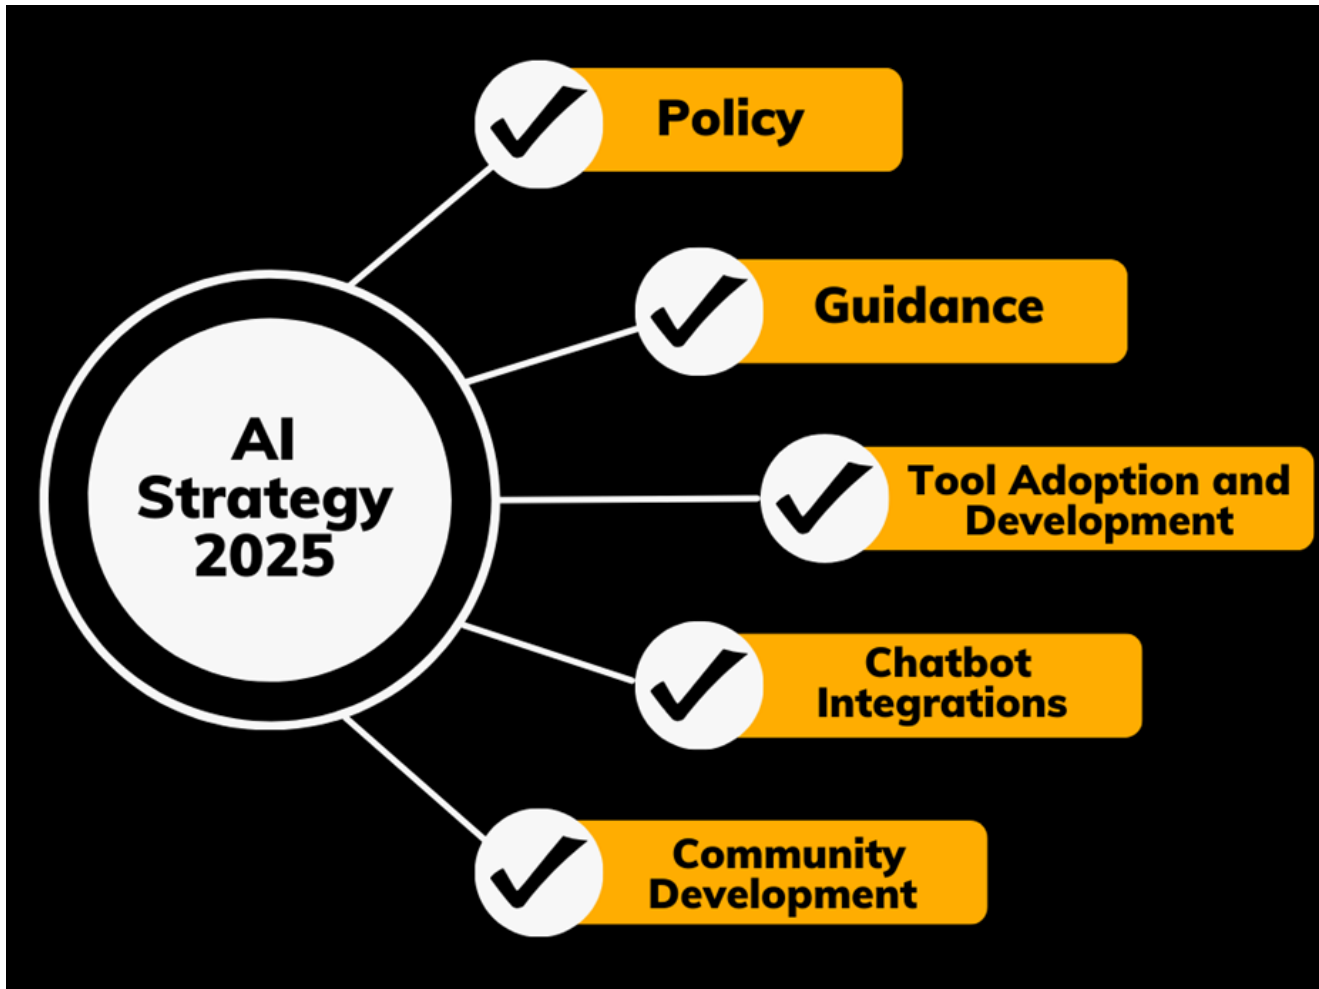 AI
Strategy
2025
Policy
Guidance
Tool Adoption and
Development
Chatbot
Integrations
Community
Development